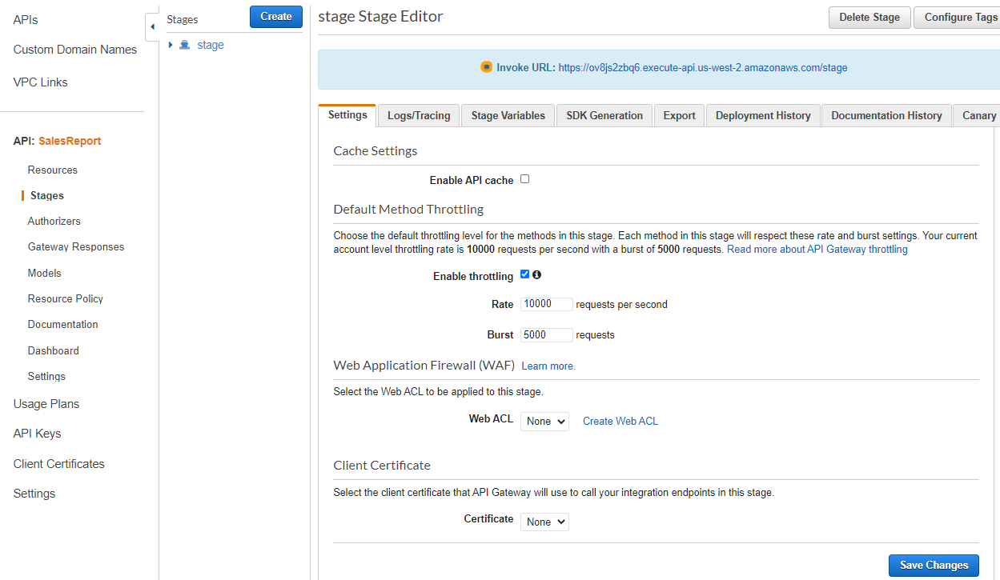 APIs
Custom Domain Names
VPC Links
API: SalesReport
Resources
Stages
Authorizers
Gateway Responses
Models
Resource Policy
Documentation
Dashboard
Settings
Usage Plans
API Keys
Client Certificates
Settings
Stages
Create
stage
stage Stage Editor
Delete Stage
Configure Tags
Invoke URL: https://ov8js2zbq6.execute-api.us-west-2.amazonaws.com/stage
Settings
Logs/Tracing
Stage Variables
SDK Generation
Export
Deployment History
Documentation History
Canary
Cache Settings
Enable API cache
Default Method Throttling
Choose the default throttling level for the methods in this stage. Each method in this stage will respect these rate and burst settings. Your current
account level throttling rate is 10000 requests per second with a burst of 5000 requests. Read more about API Gateway throttling
Enable throttling
Rate 10000 requests per second
Burst 5000 requests
Web Application Firewall (WAF) Learn more.
Select the Web ACL to be applied to this stage.
Web ACL None Create Web ACL
Client Certificate
Select the client certificate that API Gateway will use to call your integration endpoints in this stage.
Certificate None
Save Changes